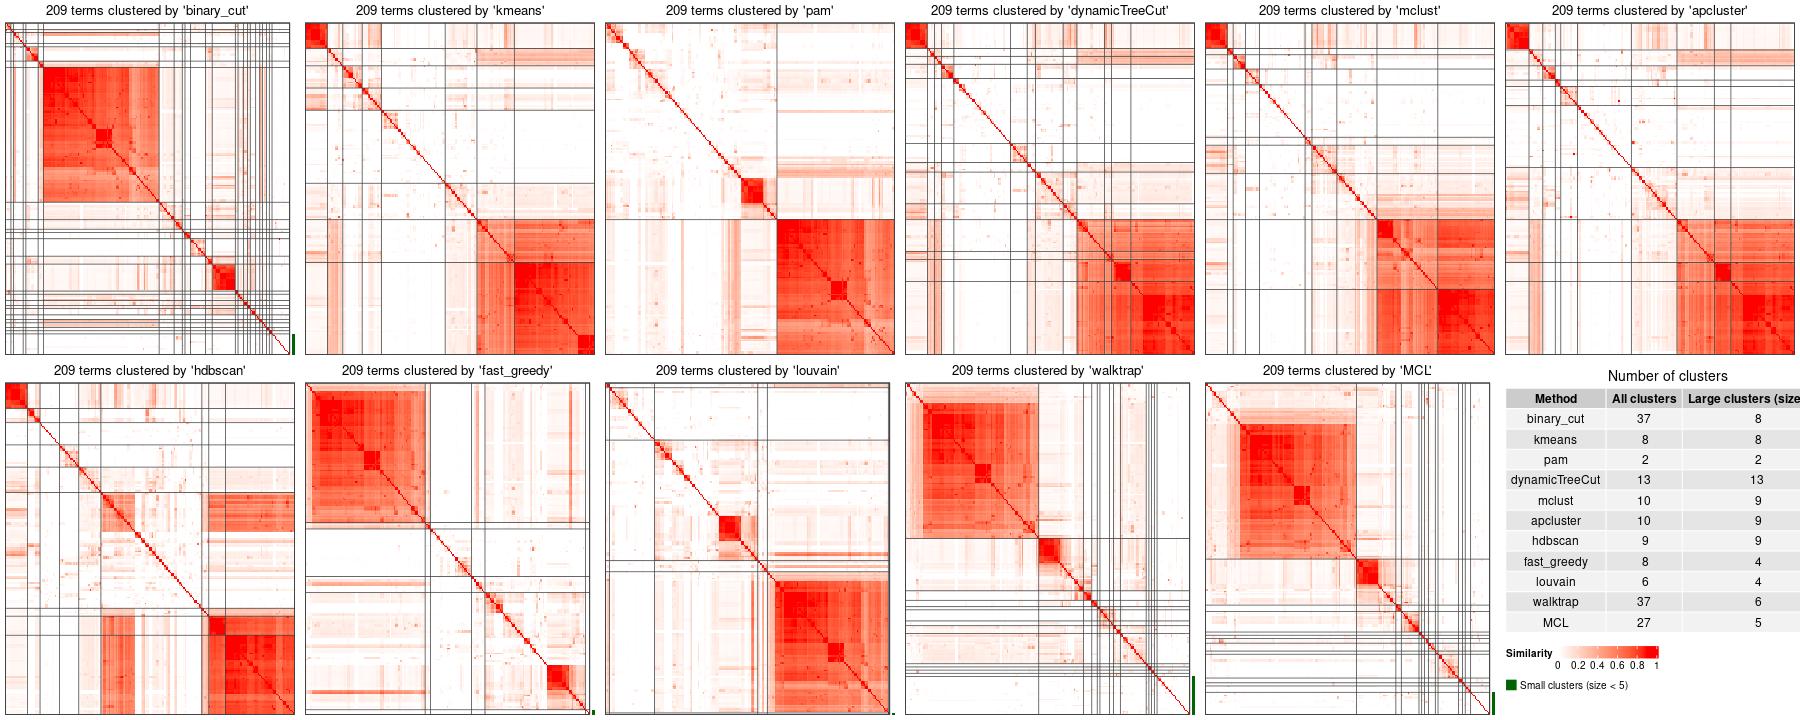 209 terms clustered by 'binary_cut'
209 terms clustered by 'kmeans'
209 terms clustered by 'pam'
209 terms clustered by 'dynamicTreeCut'
209 terms clustered by 'mclust'
209 terms clustered by 'apcluster'
209 terms clustered by 'hdbscan'
209 terms clustered by 'fast_greedy'
209 terms clustered by 'louvain'
209 terms clustered by 'walktrap'
209 terms clustered by 'MCL'
Number of clusters
Method All clusters Large clusters (size
binary_cut 37 8
kmeans 8 8
pam 2 2
dynamicTreeCut 13 13
mclust 10 9
apcluster 10 9
hdbscan 9 9
fast_greedy 8 4
louvain 6 4
walktrap 37 6
MCL 27 5
Similarity
0 0.2 0.4 0.6 0.8 1
Small clusters (size < 5)